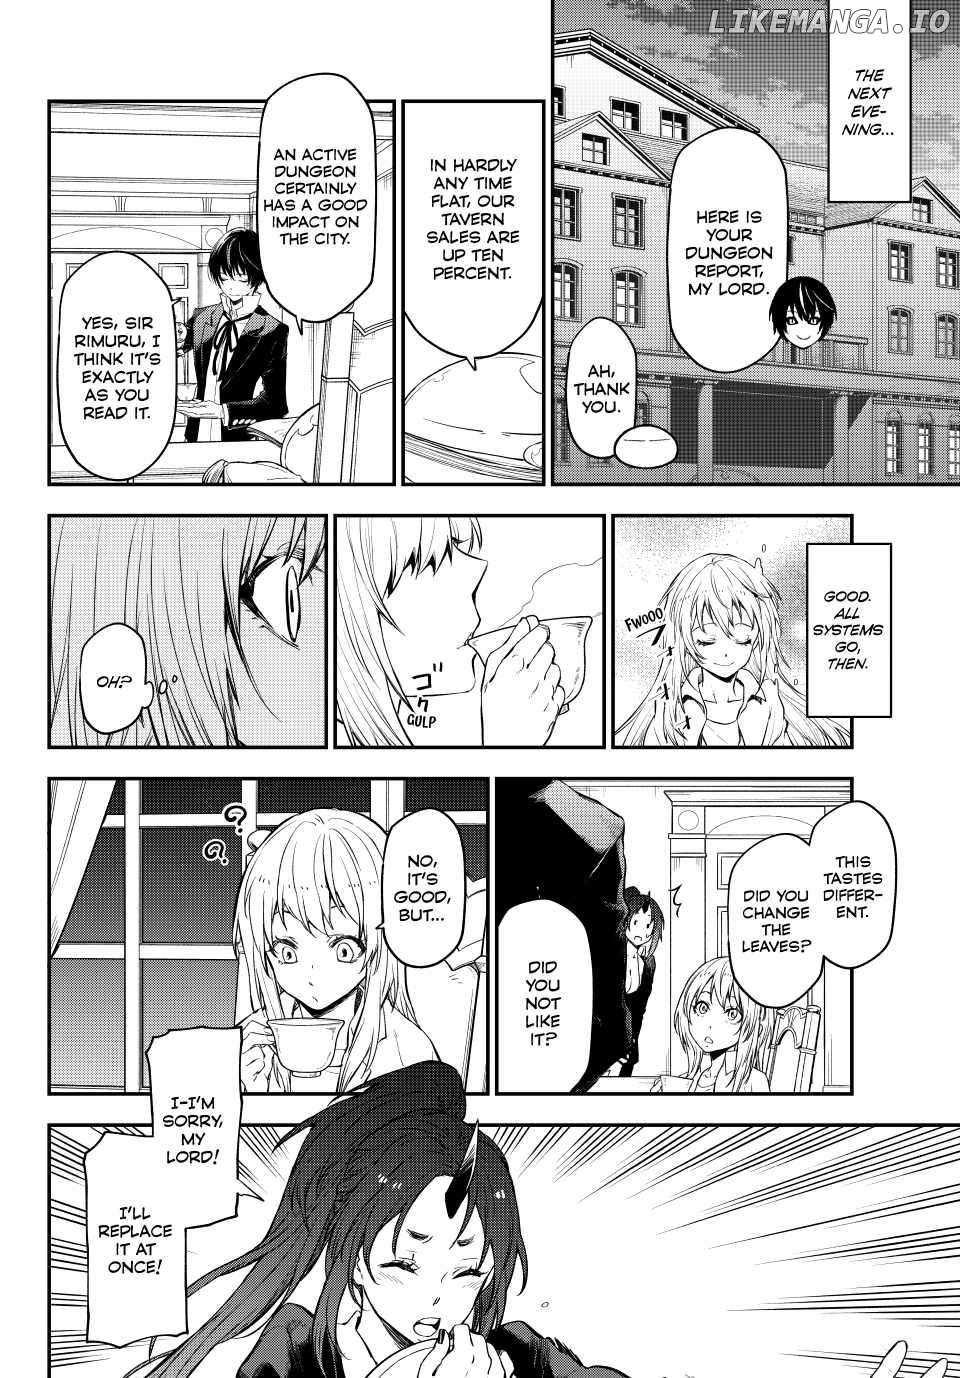 LIKEMANGA.IO
THE
NEXT
EVE-
NING...
HERE IS
YOUR
DUNGEON
REPORT,
MY LORD.
AH,
THANK
YOU.
IN HARDLY
ANY TIME
FLAT, OUR
TAVERN
SALES ARE
UP TEN
PERCENT.
AN ACTIVE
DUNGEON
CERTAINLY
HAS A GOOD
IMPACT ON
THE CITY.
YES, SIR
RIMURU, I
THINK IT'S
EXACTLY
AS YOU
READ IT.
GOOD.
ALL
SYSTEMS
GO,
THEN.
FWOOO
ゴク
GULP
OH?
THIS
TASTES
DIFFER-
ENT.
DID YOU
CHANGE
THE
LEAVES?
DID
YOU
NOT
LIKE
IT?
NO,
IT'S
GOOD,
BUT...
?
?
I-I'M
SORRY,
MY
LORD!
I'LL
REPLACE
IT AT
ONCE!